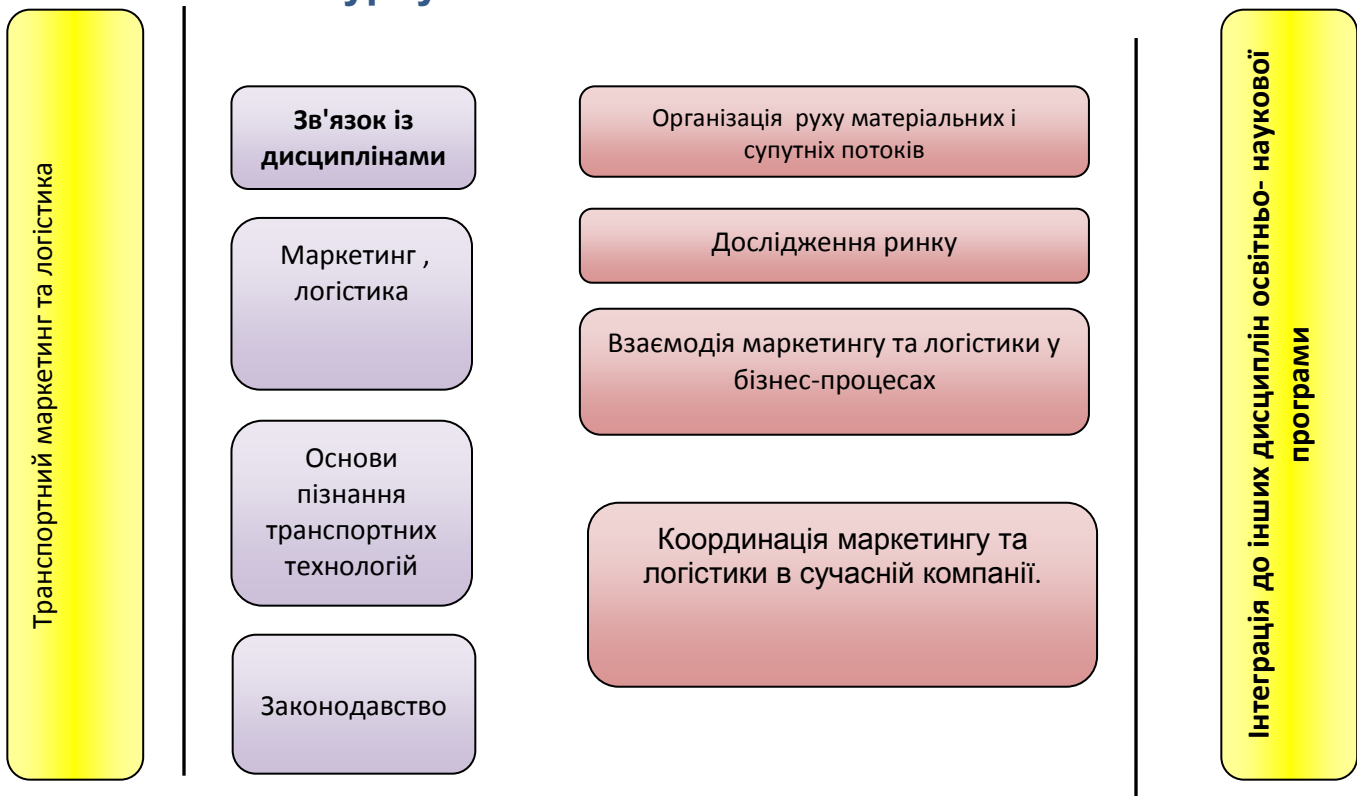 Транспортний маркетинг та логістика
Зв'язок із
дисциплінами
Маркетинг ,
логістика
Основи
пізнання
транспортних
технологій
Законодавство
Організація руху матеріальних і
супутніх потоків
Дослідження ринку
Взаємодія маркетингу та логістики у
бізнес-процесах
Координація маркетингу та
логістики в сучасній компанії.
Інтеграція до інших дисциплін освітньо- наукової
програми